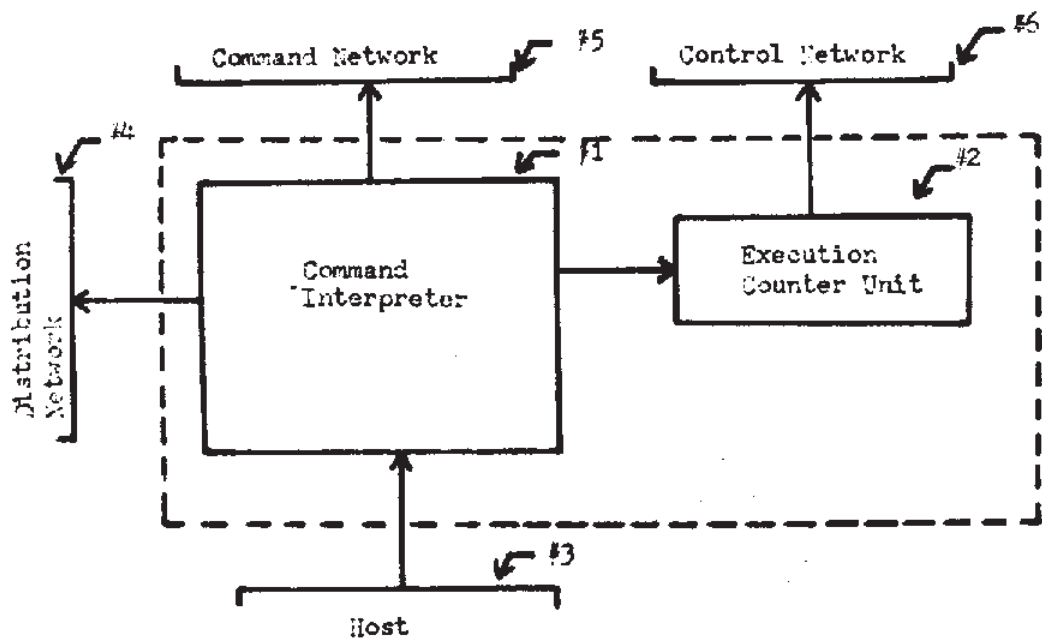 Command Network
#5
Control Network
#6
#4
#1
#2
Command
Interpreter
Execution
Counter Unit
Distribution
Network
#3
Host